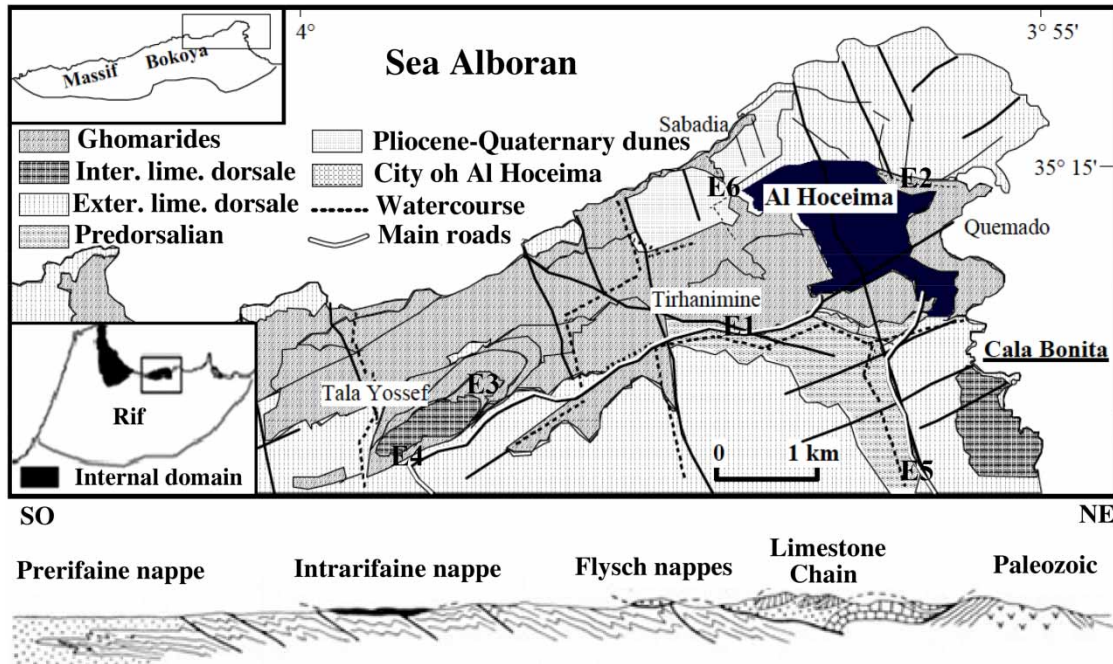 4°
3° 55'
Massif Bokoya
Sea Alboran
Ghomarides
Inter. lime. dorsale
Exter. lime. dorsale
Predorsalian
Pliocene-Quaternary dunes
City oh Al Hoceima
Watercourse
Main roads
Sabadia
35° 15'
E6
E2
Al Hoceima
Quemado
Tirhanimine
E1
Cala Bonita
Tala Yossef
E3
E4
E5
0 1 km
Rif
Internal domain
SO
NE
Prerifaine nappe
Intrarifaine nappe
Flysch nappes
Limestone
Chain
Paleozoic